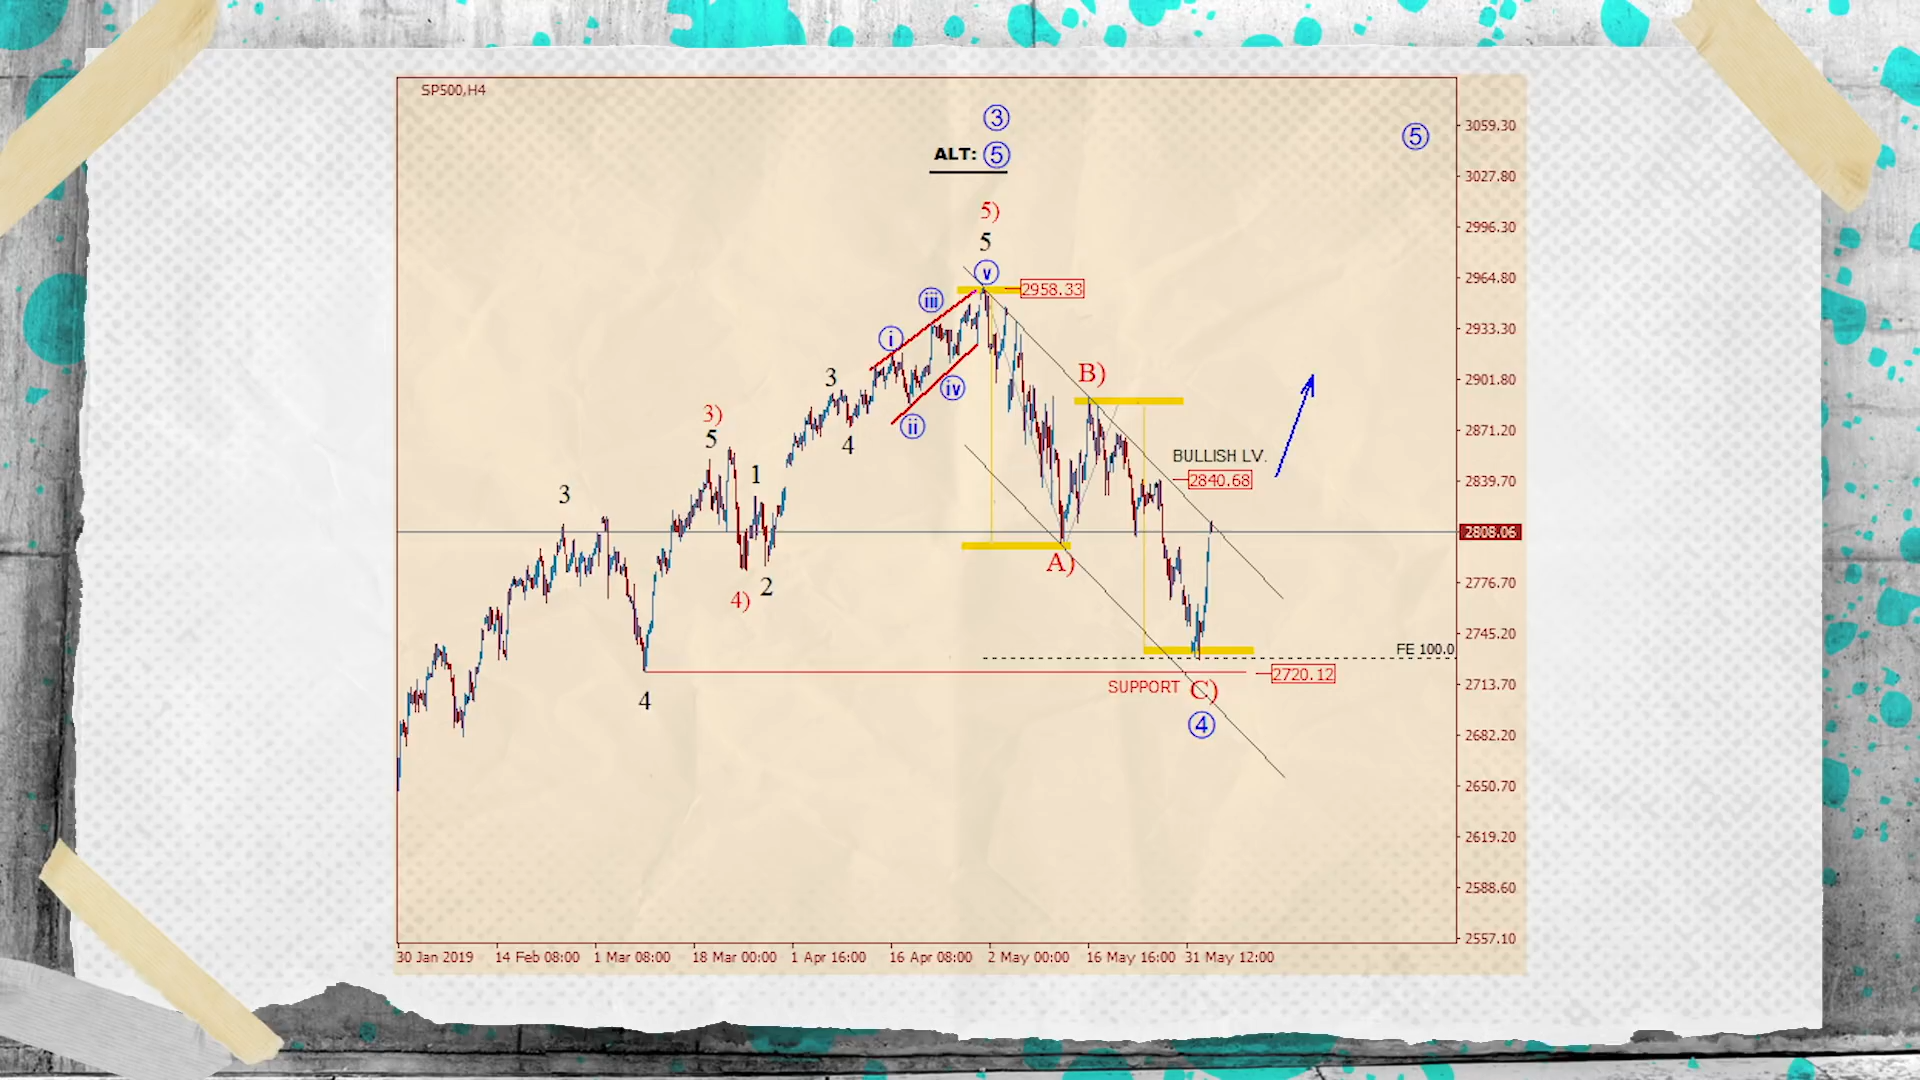 SP500,H4
③
ALT: ⑤
⑤
5)
5
v
2958.33
iii
i
iv
ii
3
4
B)
3)
5
1
3
BULLISH LV.
2840.68
A)
2
4)
4
FE 100.0
SUPPORT
C)
2720.12
④
3059.30
3027.80
2996.30
2964.80
2933.30
2901.80
2871.20
2839.70
2808.06
2776.70
2745.20
2713.70
2682.20
2650.70
2619.20
2588.60
2557.10
30 Jan 2019 14 Feb 08:00 1 Mar 08:00 18 Mar 00:00 1 Apr 16:00 16 Apr 08:00 2 May 00:00 16 May 16:00 31 May 12:00